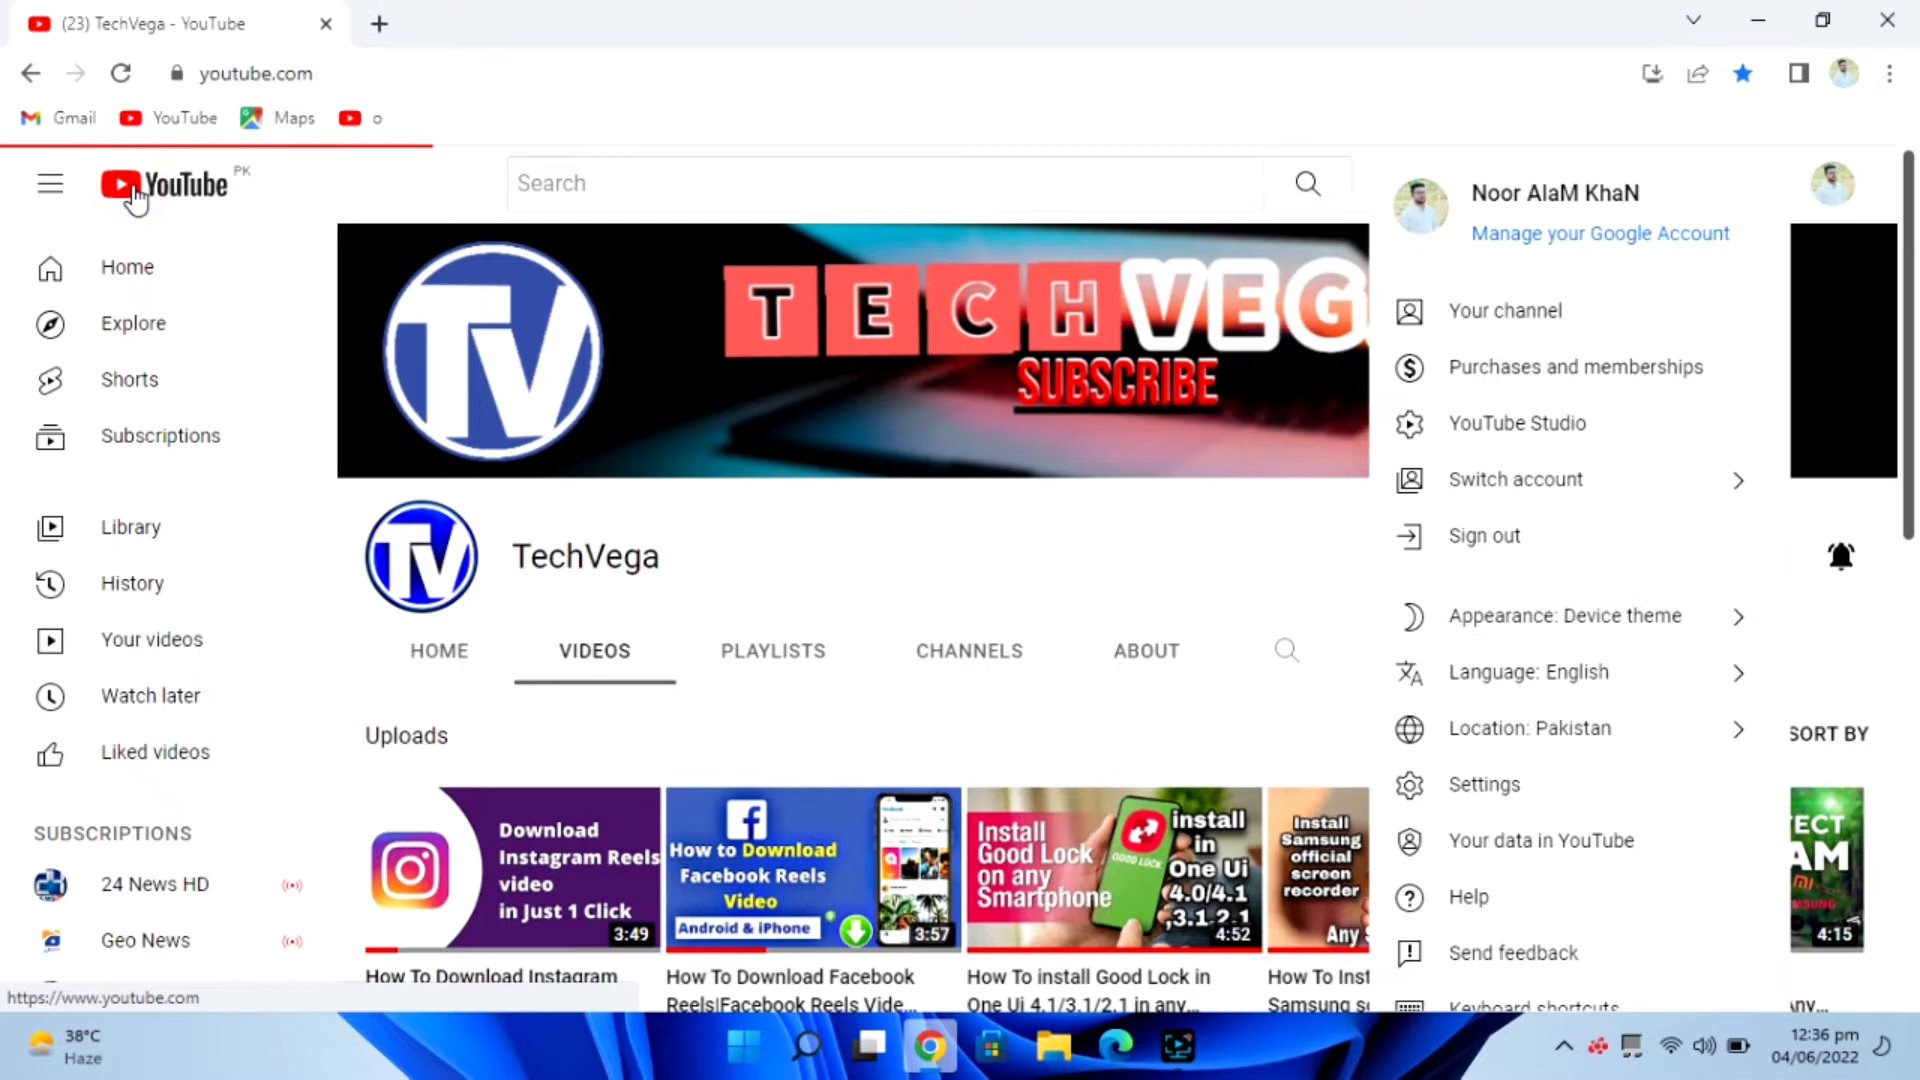 (23) TechVega - YouTube
youtube.com
Gmail YouTube Maps o
YouTube PK
Search
Home
Explore
Shorts
Subscriptions
Library
History
Your videos
Watch later
Liked videos
SUBSCRIPTIONS
24 News HD
Geo News
https://www.youtube.com
TV
TECHVEG
SUBSCRIBE
TV
TechVega
HOME VIDEOS PLAYLISTS CHANNELS ABOUT
Uploads
SORT BY
Download
Instagram Reels
video
in Just 1 Click
3:49
How To Download Instagram
How to Download
Facebook Reels
Video
Android & iPhone
3:57
How To Download Facebook
Reels|Facebook Reels Vide...
Install
Good Lock
on any
Smartphone
GOOD LOCK
install
in
One Ui
4.0/4.1
,3.1,2.1
4:52
How To install Good Lock in
One Ui 4.1/3.1/2.1 in any...
Install
Samsung
official
screen
recorder
Any
How To Inst
Samsung s
ECT
AM
MI
4:15
ny...
Noor AlaM KhaN
Manage your Google Account
Your channel
Purchases and memberships
YouTube Studio
Switch account
Sign out
Appearance: Device theme
Language: English
Location: Pakistan
Settings
Your data in YouTube
Help
Send feedback
Keyboard shortcuts
38°C
Haze
12:36 pm
04/06/2022